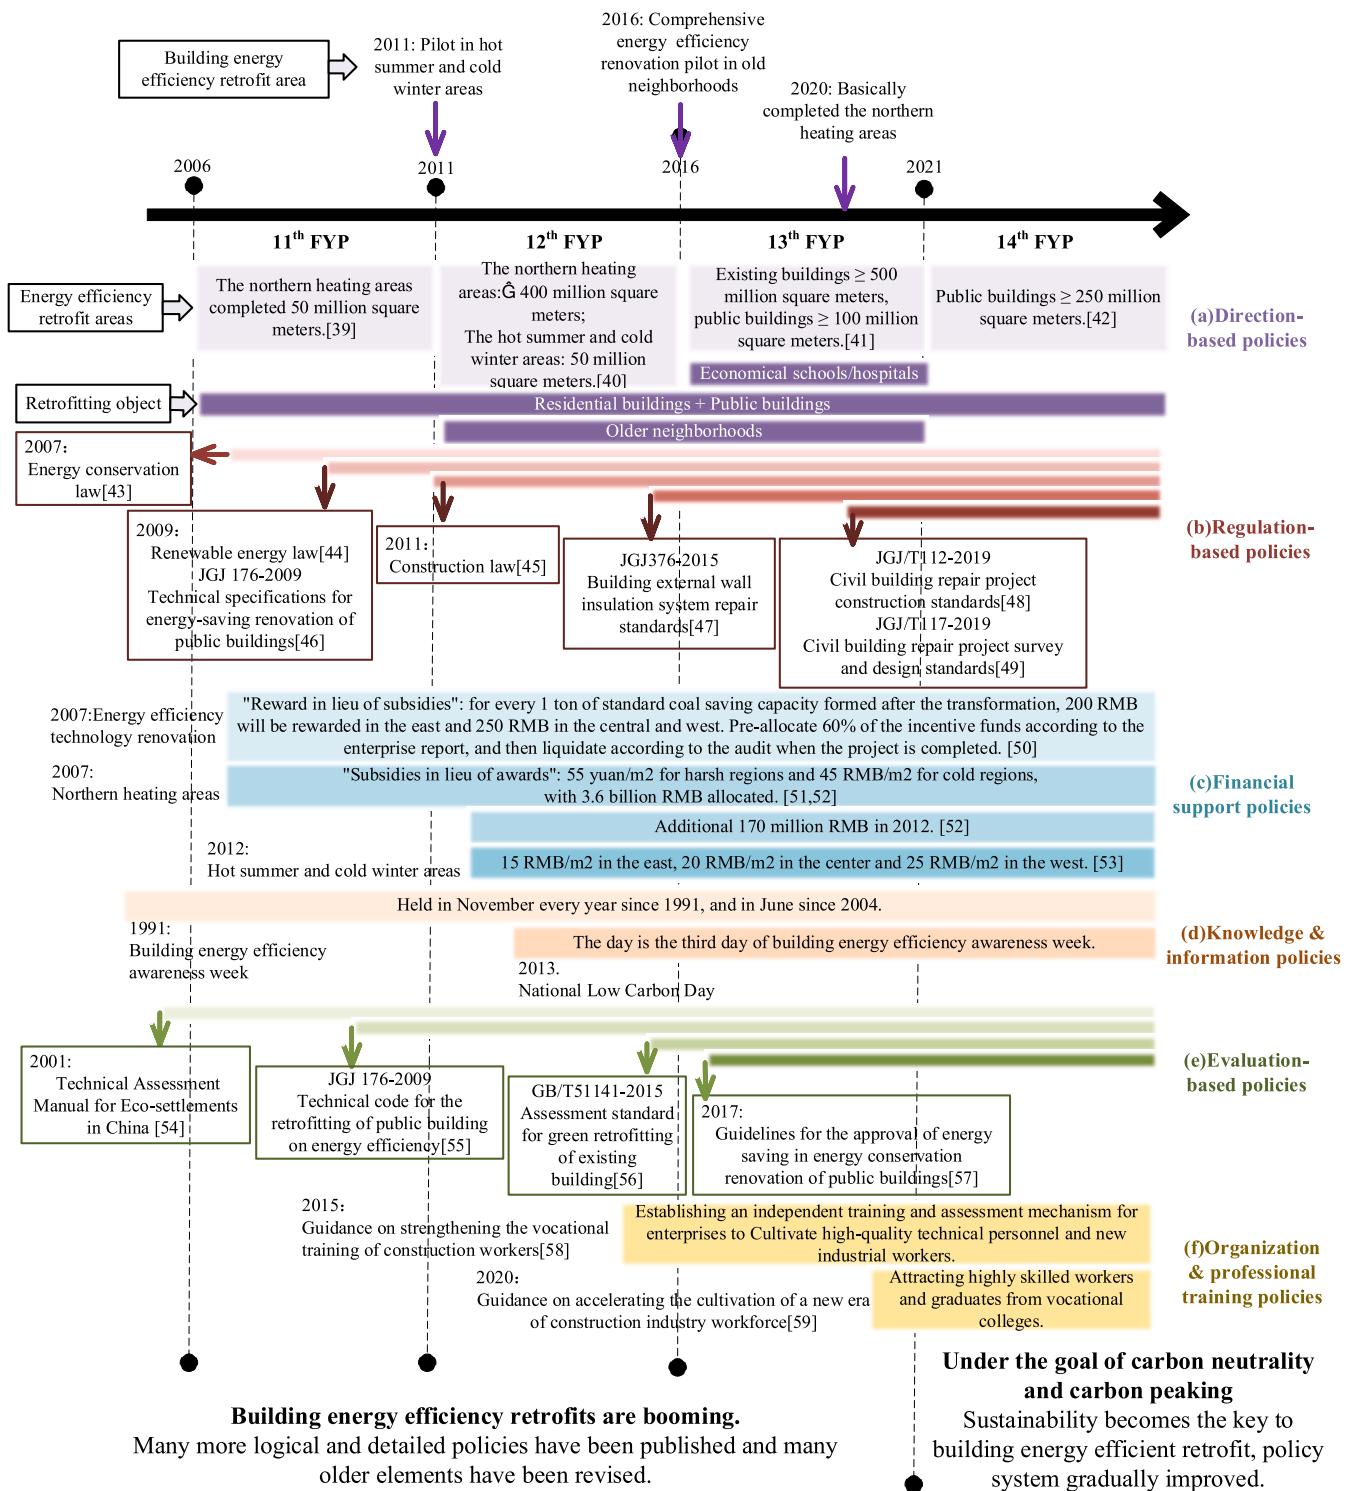 Building energy
efficiency retrofit area
2011: Pilot in hot
summer and cold
winter areas
2016: Comprehensive
energy efficiency
renovation pilot in old
neighborhoods
2020: Basically
completed the northern
heating areas
2006
2011
2016
2021
11th FYP
12th FYP
13th FYP
14th FYP
Energy efficiency
retrofit areas
The northern heating areas
completed 50 million square
meters.[39]
The northern heating
areas:Ĝ 400 million square
meters;
The hot summer and cold
winter areas: 50 million
square meters.[40]
Existing buildings ≥ 500
million square meters,
public buildings ≥ 100 million
square meters.[41]
Public buildings ≥ 250 million
square meters.[42]
(a)Direction-
based policies
Economical schools/hospitals
Retrofitting object
Residential buildings + Public buildings
Older neighborhoods
2007:
Energy conservation
law[43]
2009:
Renewable energy law[44]
JGJ 176-2009
Technical specifications for
energy-saving renovation of
public buildings[46]
2011:
Construction law[45]
JGJ376-2015
Building external wall
insulation system repair
standards[47]
JGJ/T112-2019
Civil building repair project
construction standards[48]
JGJ/T117-2019
Civil building repair project survey
and design standards[49]
(b)Regulation-
based policies
2007:Energy efficiency
technology renovation
"Reward in lieu of subsidies": for every 1 ton of standard coal saving capacity formed after the transformation, 200 RMB
will be rewarded in the east and 250 RMB in the central and west. Pre-allocate 60% of the incentive funds according to the
enterprise report, and then liquidate according to the audit when the project is completed. [50]
2007:
Northern heating areas
"Subsidies in lieu of awards": 55 yuan/m2 for harsh regions and 45 RMB/m2 for cold regions,
with 3.6 billion RMB allocated. [51,52]
Additional 170 million RMB in 2012. [52]
2012:
Hot summer and cold winter areas
15 RMB/m2 in the east, 20 RMB/m2 in the center and 25 RMB/m2 in the west. [53]
(c)Financial
support policies
Held in November every year since 1991, and in June since 2004.
1991:
Building energy efficiency
awareness week
The day is the third day of building energy efficiency awareness week.
2013.
National Low Carbon Day
(d)Knowledge &
information policies
2001:
Technical Assessment
Manual for Eco-settlements
in China [54]
JGJ 176-2009
Technical code for the
retrofitting of public building
on energy efficiency[55]
GB/T51141-2015
Assessment standard
for green retrofitting
of existing
building[56]
2017:
Guidelines for the approval of energy
saving in energy conservation
renovation of public buildings[57]
(e)Evaluation-
based policies
2015:
Guidance on strengthening the vocational
training of construction workers[58]
Establishing an independent training and assessment mechanism for
enterprises to Cultivate high-quality technical personnel and new
industrial workers.
2020:
Guidance on accelerating the cultivation of a new era
of construction industry workforce[59]
Attracting highly skilled workers
and graduates from vocational
colleges.
(f)Organization
& professional
training policies
Building energy efficiency retrofits are booming.
Many more logical and detailed policies have been published and many
older elements have been revised.
Under the goal of carbon neutrality
and carbon peaking
Sustainability becomes the key to
building energy efficient retrofit, policy
system gradually improved.